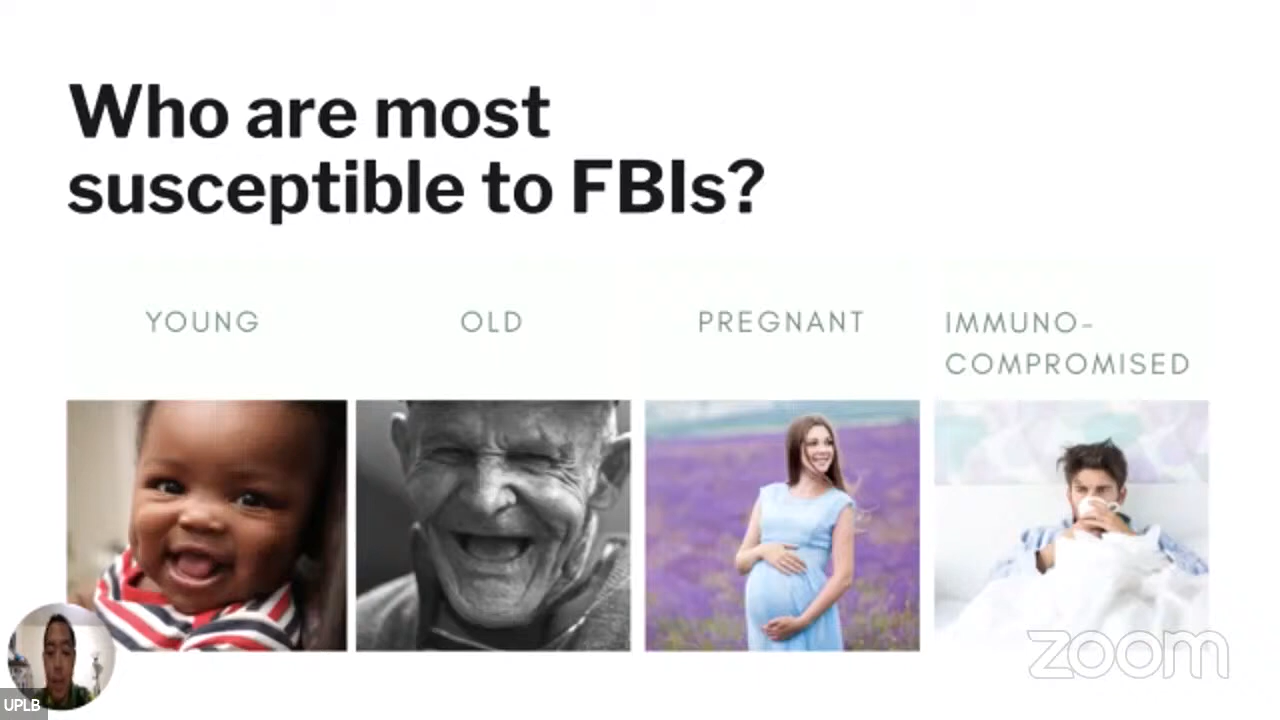 Who are most
susceptible to FBIs?
YOUNG
OLD
PREGNANT
IMMUNO-
COMPROMISED
UPLB
zoom